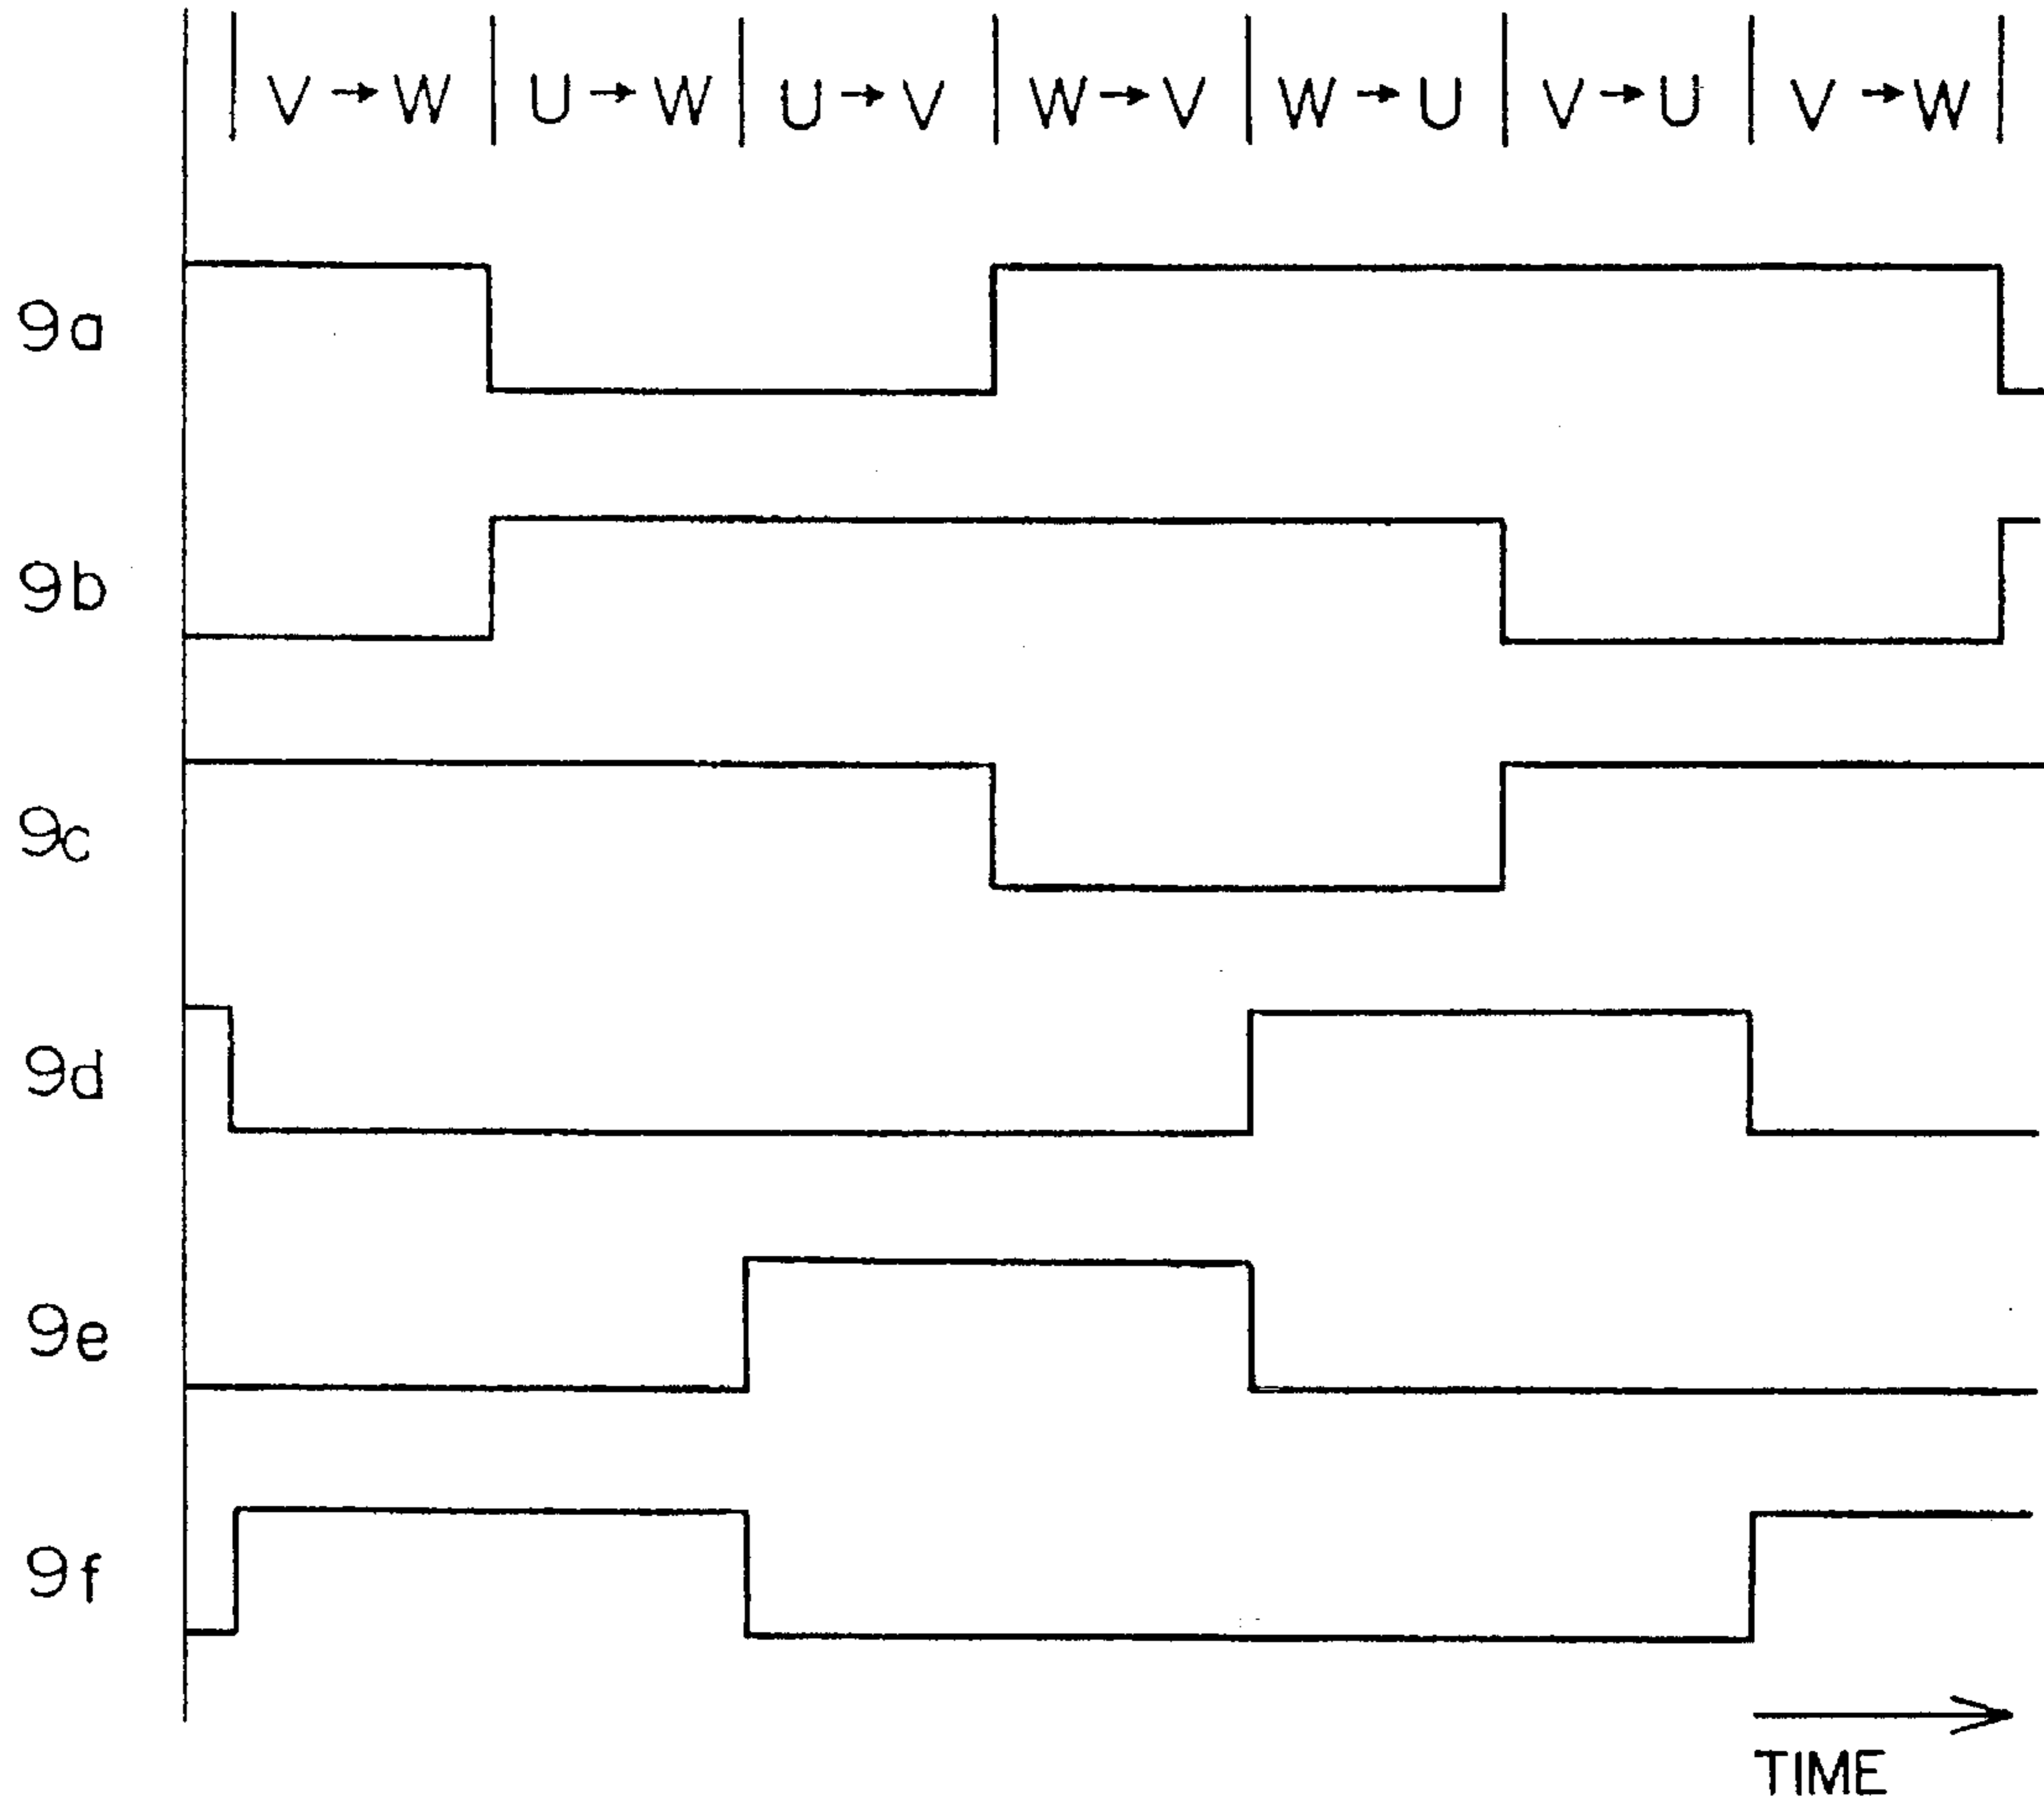 V→W U→W U→V W→V W→U V→U V→W
9a
9b
9c
9d
9e
9f
TIME